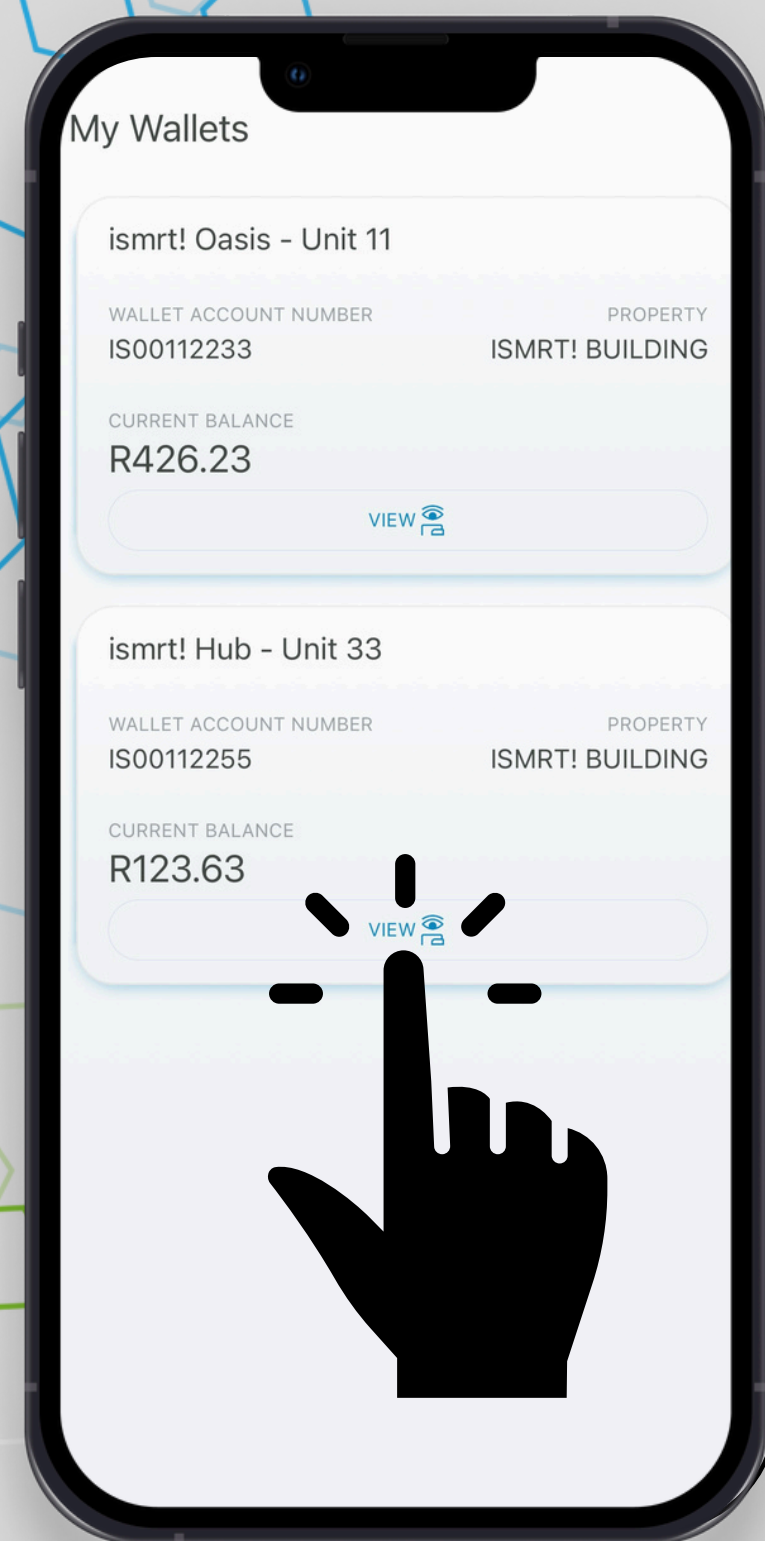 My Wallets
ismrt! Oasis - Unit 11
WALLET ACCOUNT NUMBER PROPERTY
IS00112233 ISMRT! BUILDING
CURRENT BALANCE
R426.23
VIEW
ismrt! Hub - Unit 33
WALLET ACCOUNT NUMBER PROPERTY
IS00112255 ISMRT! BUILDING
CURRENT BALANCE
R123.63
VIEW